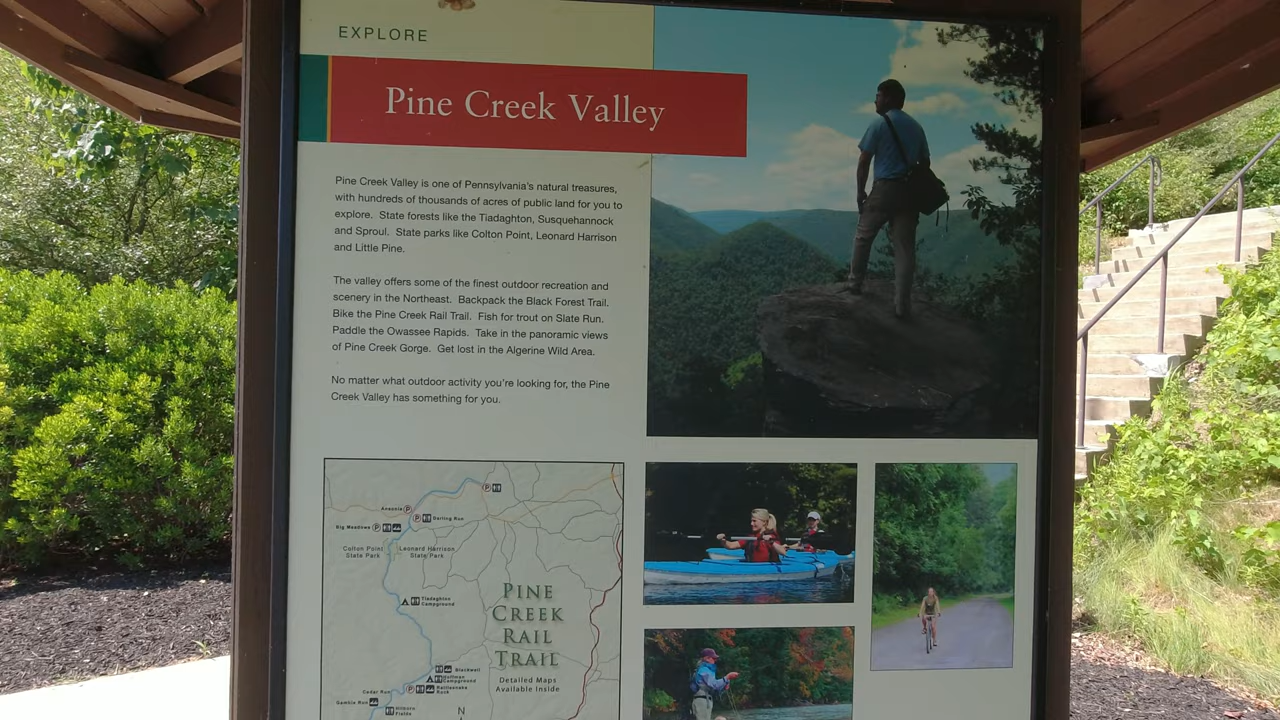 EXPLORE
Pine Creek Valley
Pine Creek Valley is one of Pennsylvania's natural treasures,
with hundreds of thousands of acres of public land for you to
explore. State forests like the Tiadaghton, Susquehannock
and Sproul. State parks like Colton Point, Leonard Harrison
and Little Pine.
The valley offers some of the finest outdoor recreation and
scenery in the Northeast. Backpack the Black Forest Trail.
Bike the Pine Creek Rail Trail. Fish for trout on Slate Run.
Paddle the Owassee Rapids. Take in the panoramic views
of Pine Creek Gorge. Get lost in the Algerine Wild Area.
No matter what outdoor activity you're looking for, the Pine
Creek Valley has something for you.
P
Ansonia P
P Darling Run
Big Meadows P
Colton Point
State Park
Leonard Harrison
State Park
Tiadaghton
Campground
PINE
CREEK
RAIL
TRAIL
Detailed Maps
Available Inside
Blackwell
Campground
Cedar Run
P Rattlesnake
Rock
Gamble Run
Hilborn
Fields
N